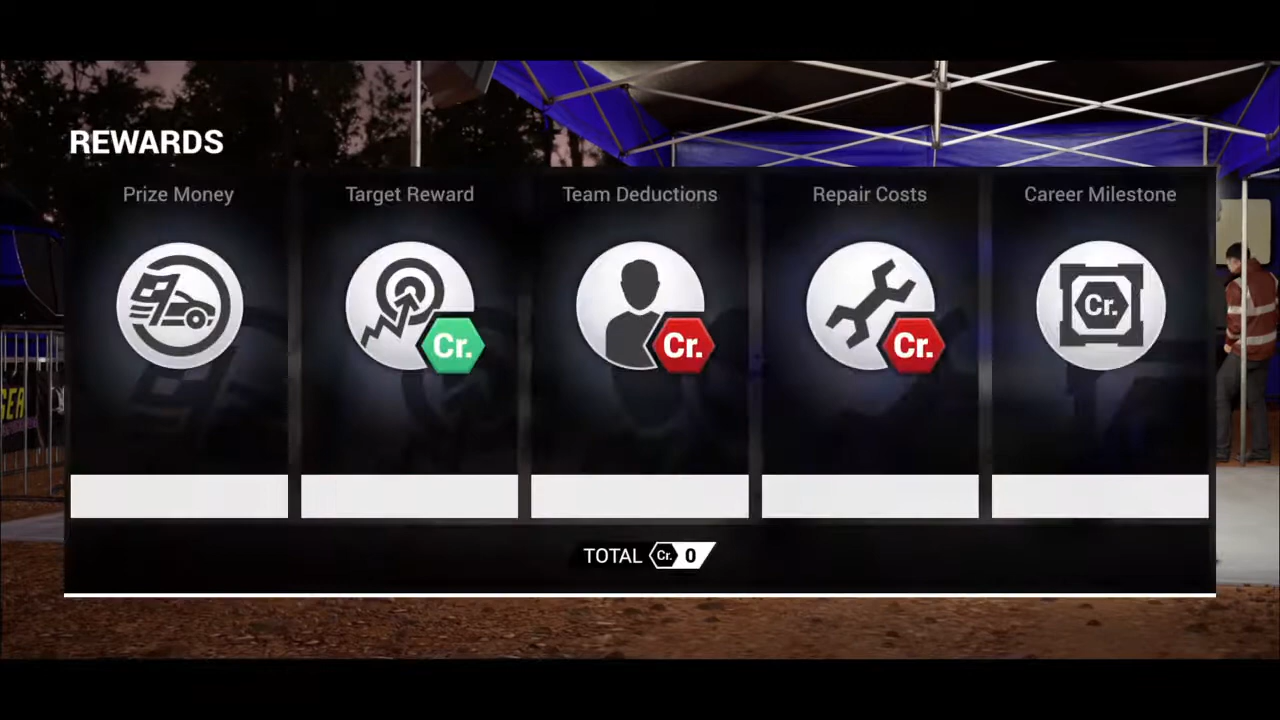 REWARDS
Prize Money
Target Reward
Team Deductions
Repair Costs
Career Milestone
Cr.
Cr.
Cr.
Cr.
TOTAL Cr. 0